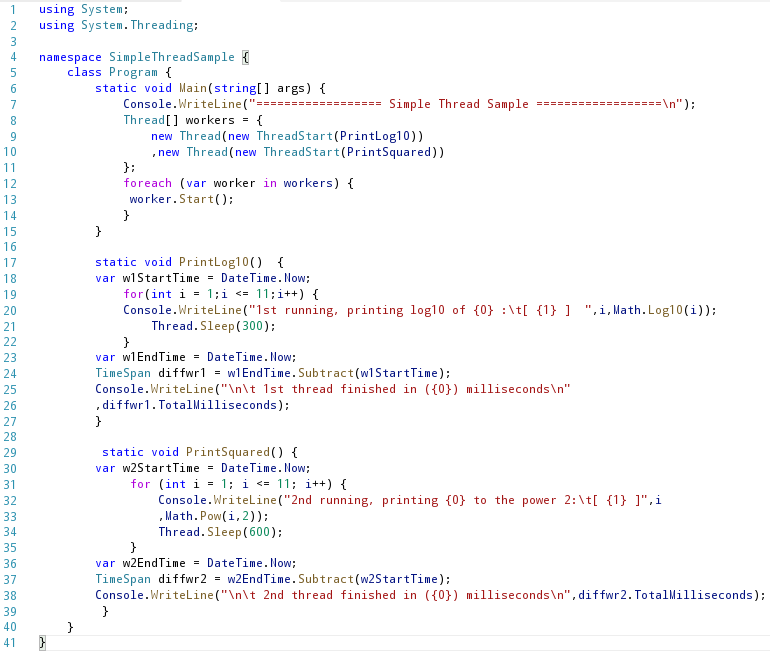 1 using System;
2 using System.Threading;
3
4 namespace SimpleThreadSample {
5     class Program {
6         static void Main(string[] args) {
7             Console.WriteLine("================== Simple Thread Sample ==================\n");
8             Thread[] workers = {
9                 new Thread(new ThreadStart(PrintLog10))
10                 ,new Thread(new ThreadStart(PrintSquared))
11             };
12             foreach (var worker in workers) {
13              worker.Start();
14             }
15         }
16
17         static void PrintLog10()  {
18         var w1StartTime = DateTime.Now;
19             for(int i = 1;i <= 11;i++) {
20             Console.WriteLine("1st running, printing log10 of {0} :\t[ {1} ]  ",i,Math.Log10(i));
21                 Thread.Sleep(300);
22             }
23         var w1EndTime = DateTime.Now;
24         TimeSpan diffwr1 = w1EndTime.Subtract(w1StartTime);
25         Console.WriteLine("\n\t 1st thread finished in ({0}) milliseconds\n"
26         ,diffwr1.TotalMilliseconds);
27         }
28
29          static void PrintSquared() {
30         var w2StartTime = DateTime.Now;
31              for (int i = 1; i <= 11; i++) {
32                  Console.WriteLine("2nd running, printing {0} to the power 2:\t[ {1} ]",i
33                  ,Math.Pow(i,2));
34                  Thread.Sleep(600);
35              }
36         var w2EndTime = DateTime.Now;
37         TimeSpan diffwr2 = w2EndTime.Subtract(w2StartTime);
38         Console.WriteLine("\n\t 2nd thread finished in ({0}) milliseconds\n",diffwr2.TotalMilliseconds);
39          }
40     }
41 }